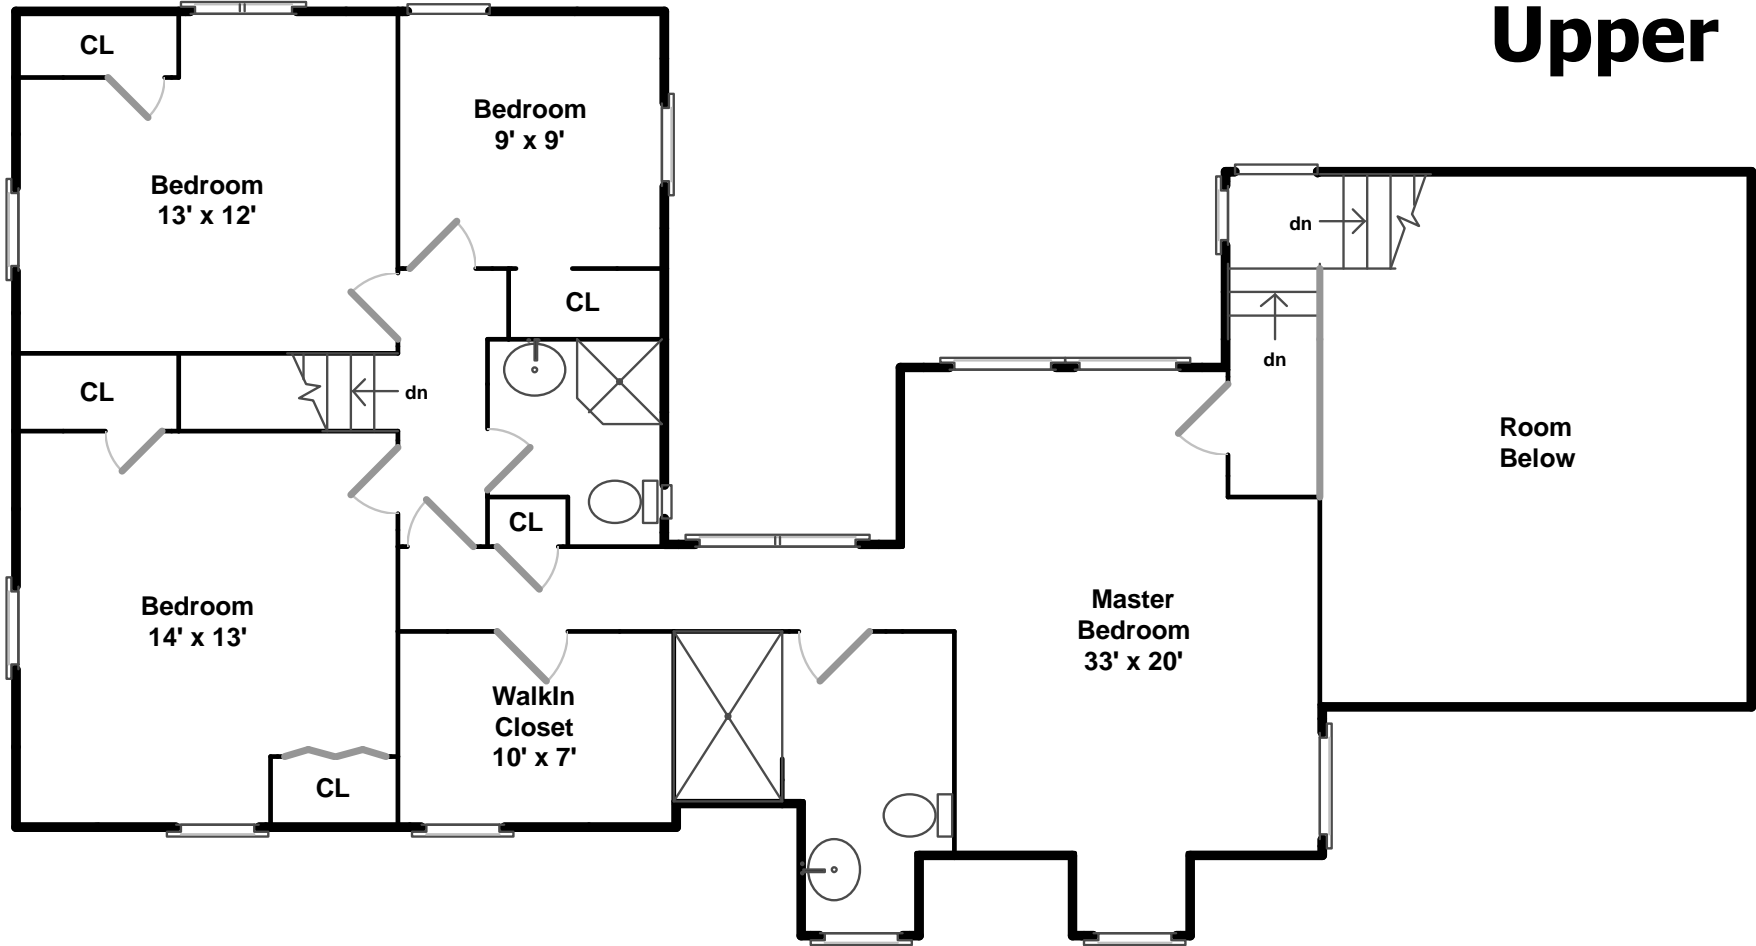 Upper
CL
Bedroom
9' x 9'
Bedroom
13' x 12'
dn
CL
dn
CL
dn
Room
Below
CL
Bedroom
14' x 13'
Master
Bedroom
33' x 20'
WalkIn
Closet
10' x 7'
CL